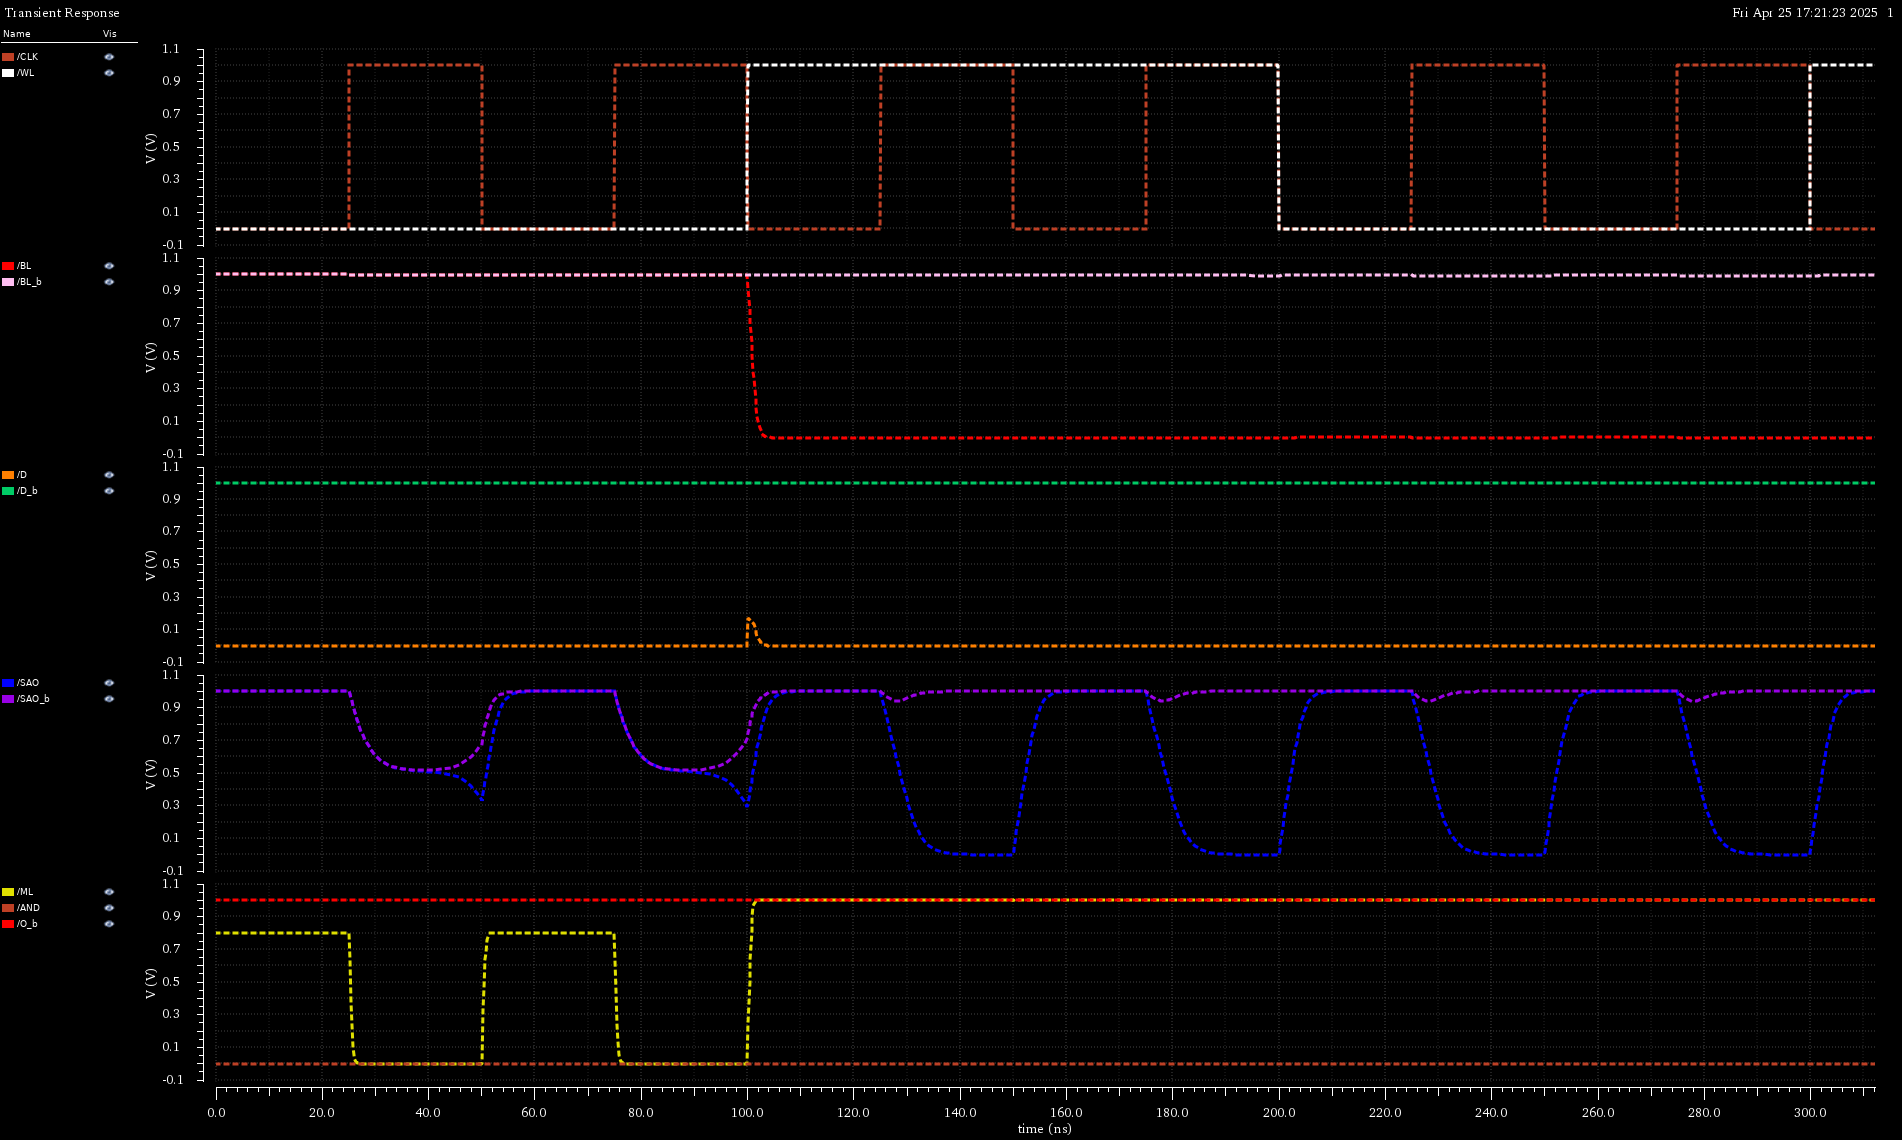 Transient Response
Fri Apr 25 17:21:23 2025 1
Name Vis
/CLK
/WL
1.1
0.9
0.7
0.5
0.3
0.1
-0.1
V (V)
/BL
/BL_b
1.1
0.9
0.7
0.5
0.3
0.1
-0.1
V (V)
/D
/D_b
1.1
0.9
0.7
0.5
0.3
0.1
-0.1
V (V)
/SAO
/SAO_b
1.1
0.9
0.7
0.5
0.3
0.1
-0.1
V (V)
/ML
/AND
/O_b
1.1
0.9
0.7
0.5
0.3
0.1
-0.1
V (V)
0.0 20.0 40.0 60.0 80.0 100.0 120.0 140.0 160.0 180.0 200.0 220.0 240.0 260.0 280.0 300.0
time (ns)